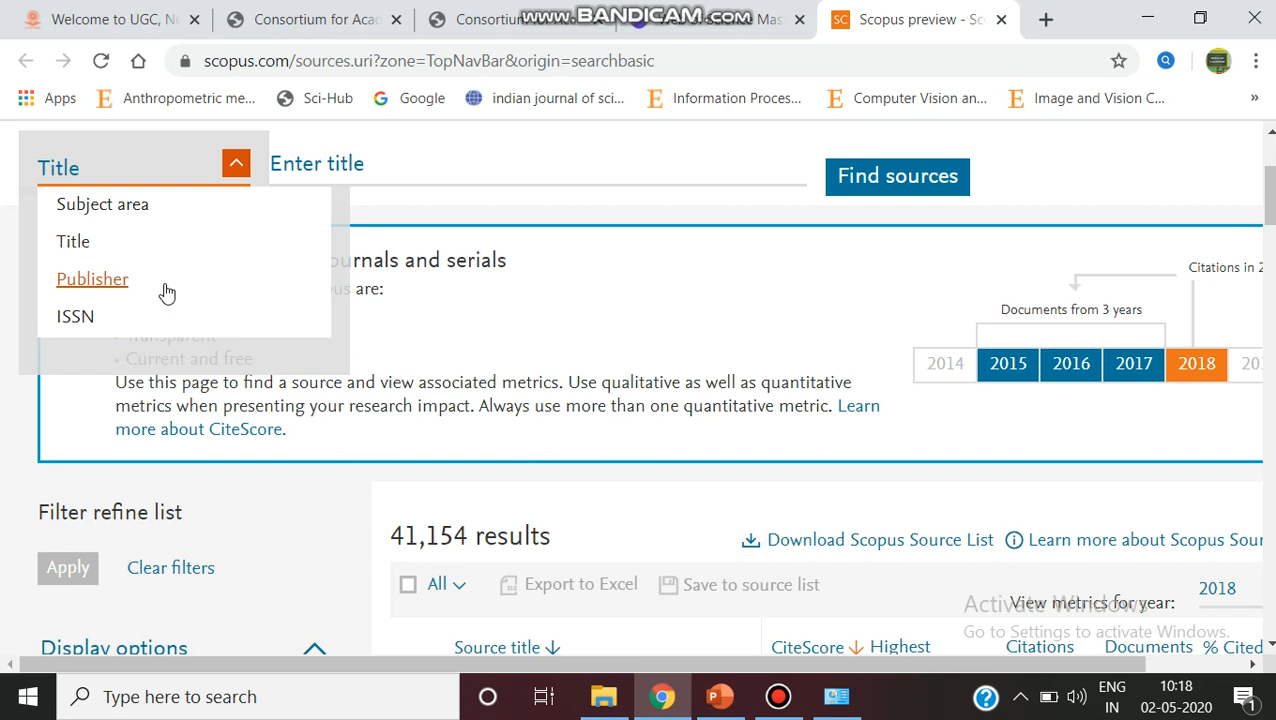 Welcome to UGC, Ne
Consortium for Acad
Consortium
Mas
Scopus preview - Sc
www.BANDICAM.com
scopus.com/sources.uri?zone=TopNavBar&origin=searchbasic
Apps
Anthropometric me...
Sci-Hub
Google
indian journal of sci...
Information Proces...
Computer Vision an...
Image and Vision C...
»
Title
Enter title
Find sources
Subject area
Title
Publisher
ISSN
urnals and serials
pus are:
• Transparent
• Current and free
Use this page to find a source and view associated metrics. Use qualitative as well as quantitative
metrics when presenting your research impact. Always use more than one quantitative metric. Learn
more about CiteScore.
Citations in 2
Documents from 3 years
2014 2015 2016 2017 2018 20
Filter refine list
Apply Clear filters
Display options
41,154 results
Download Scopus Source List
Learn more about Scopus Sour
All
Export to Excel
Save to source list
View metrics for year:
2018
Source title
CiteScore
Highest
Citations
Documents
% Cited
Activate Windows
Go to Settings to activate Windows.
Type here to search
ENG
IN
10:18
02-05-2020
1